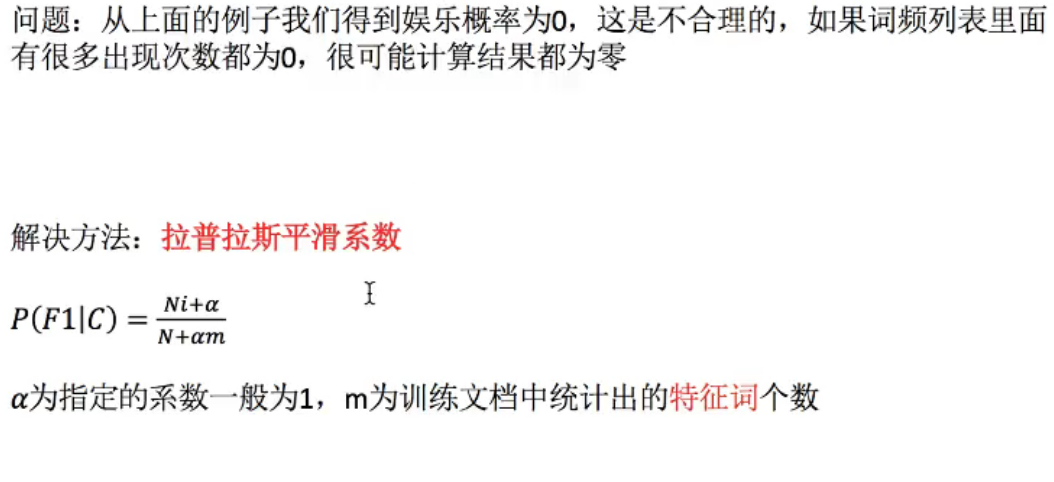 问题：从上面的例子我们得到娱乐概率为0，这是不合理的，如果词频列表里面
有很多出现次数都为0，很可能计算结果都为零
解决方法：拉普拉斯平滑系数
P(F1|C) = (Ni+α)/(N+αm)
α为指定的系数一般为1，m为训练文档中统计出的特征词个数